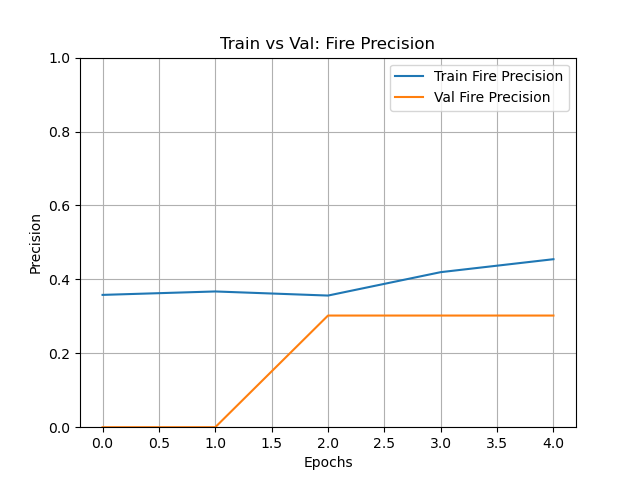 Train vs Val: Fire Precision
1.0
0.8
0.6
0.4
0.2
0.0
Precision
Train Fire Precision
Val Fire Precision
0.0 0.5 1.0 1.5 2.0 2.5 3.0 3.5 4.0
Epochs